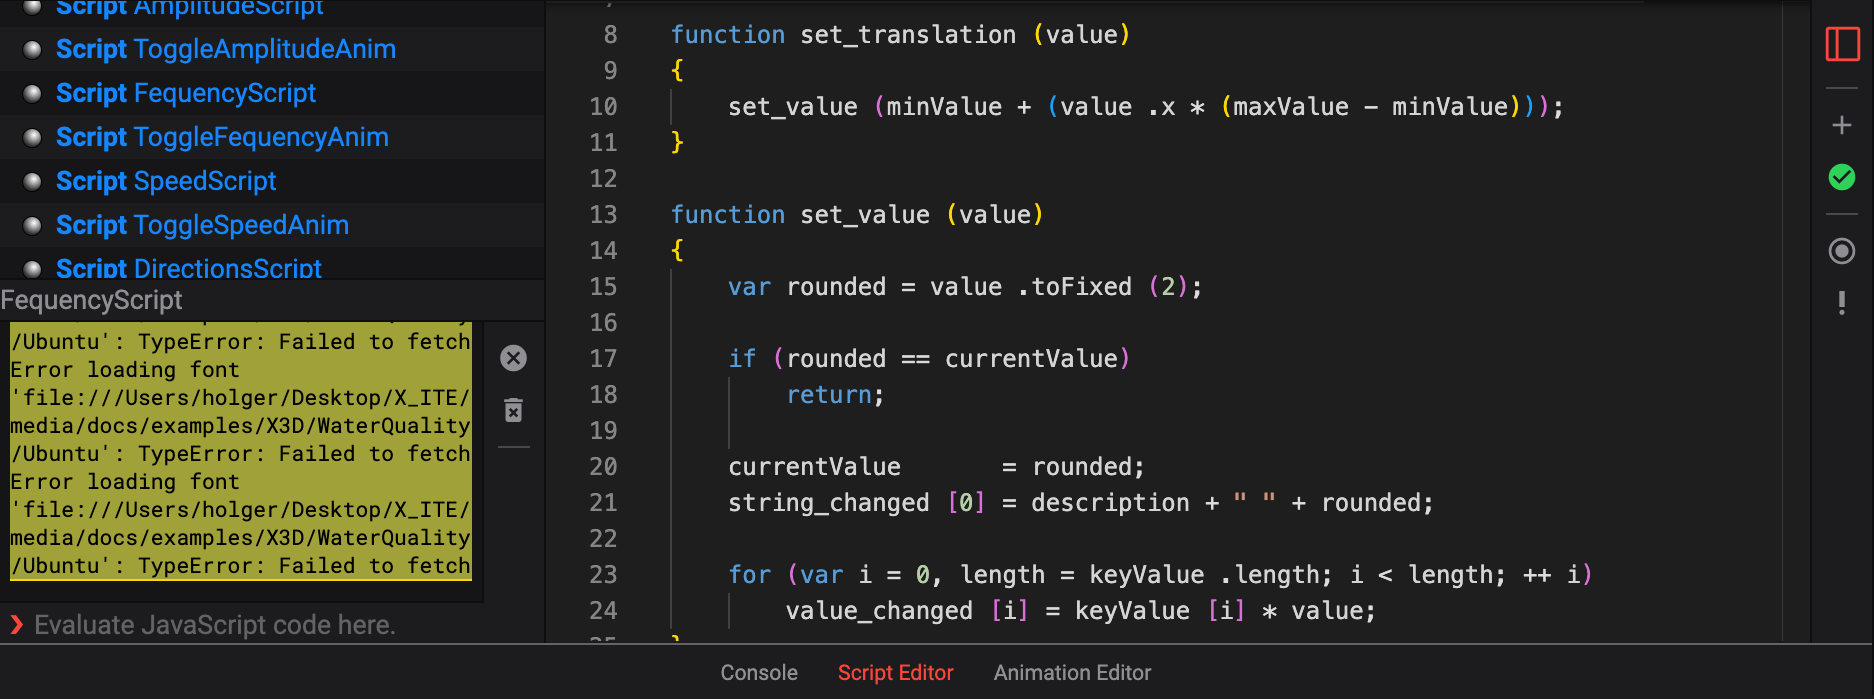 Script AmplitudeScript
Script ToggleAmplitudeAnim
Script FequencyScript
Script ToggleFequencyAnim
Script SpeedScript
Script ToggleSpeedAnim
Script DirectionsScript
FequencyScript
/Ubuntu': TypeError: Failed to fetch
Error loading font
'file:///Users/holger/Desktop/X_ITE/
media/docs/examples/X3D/WaterQuality
/Ubuntu': TypeError: Failed to fetch
Error loading font
'file:///Users/holger/Desktop/X_ITE/
media/docs/examples/X3D/WaterQuality
/Ubuntu': TypeError: Failed to fetch
❯ Evaluate JavaScript code here.
8 function set_translation (value)
9 {
10 set_value (minValue + (value .x * (maxValue - minValue)));
11 }
12
13 function set_value (value)
14 {
15 var rounded = value .toFixed (2);
16
17 if (rounded == currentValue)
18 return;
19
20 currentValue = rounded;
21 string_changed [0] = description + " " + rounded;
22
23 for (var i = 0, length = keyValue .length; i < length; ++ i)
24 value_changed [i] = keyValue [i] * value;
25 }
Console Script Editor Animation Editor